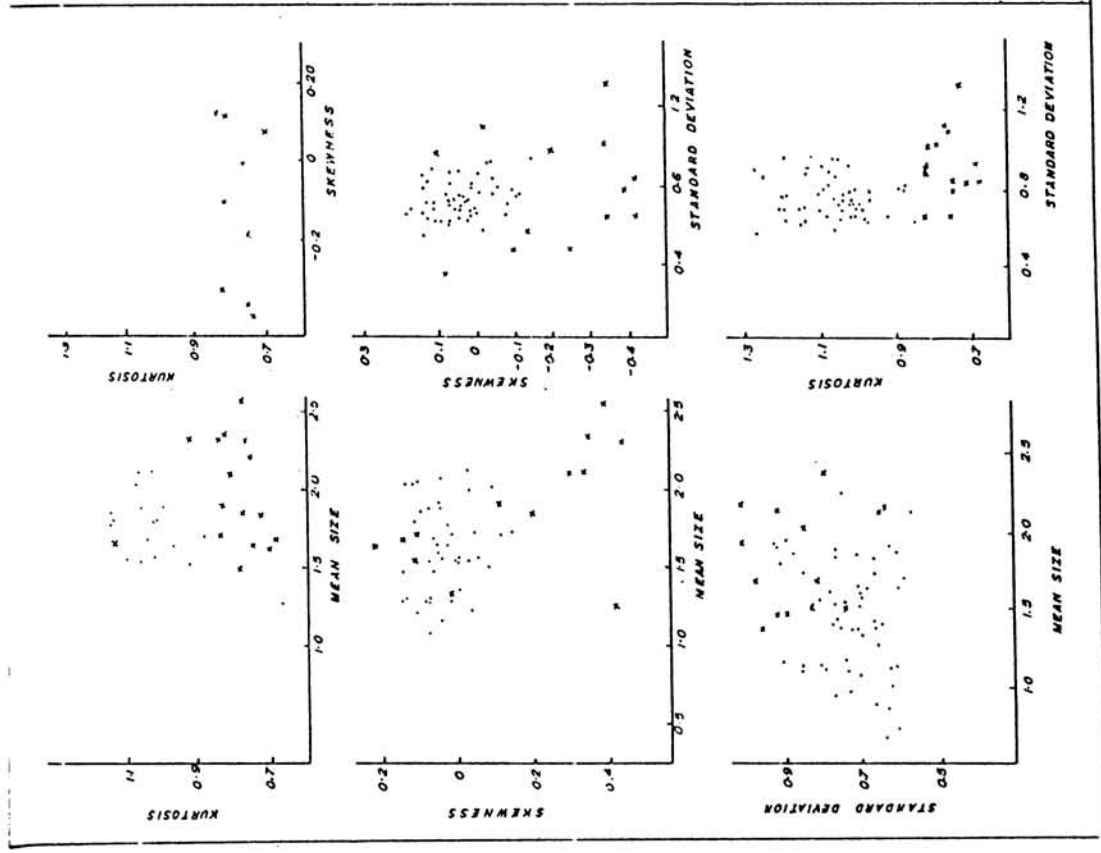 KURTOSIS
1.1
0.9
0.7
1.0 1.5 2.0 2.5
MEAN SIZE
KURTOSIS
1.3
1.1
0.9
0.7
-0.2 0 0.20
SKEWNESS
SKEWNESS
0.2
0
0.2
0.4
0.5 1.0 1.5 2.0 2.5
MEAN SIZE
SKEWNESS
0.3
0.1
0
-0.1
-0.2
-0.3
-0.4
0.4 0.6 1.2
STANDARD DEVIATION
STANDARD DEVIATION
0.9
0.7
0.5
1.0 1.5 2.0 2.5
MEAN SIZE
KURTOSIS
1.3
1.1
0.9
0.7
0.4 0.8 1.2
STANDARD DEVIATION